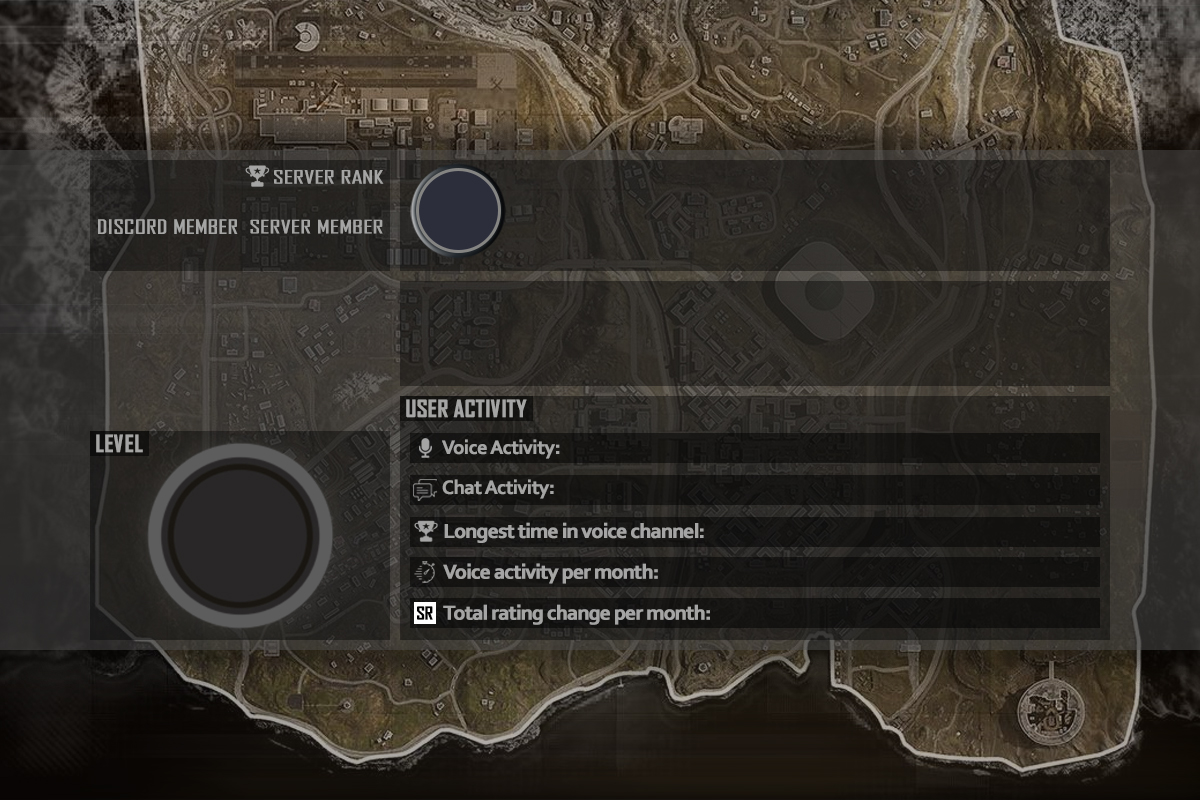 SERVER RANK
DISCORD MEMBER SERVER MEMBER
USER ACTIVITY
LEVEL
Voice Activity:
Chat Activity:
Longest time in voice channel:
Voice activity per month:
SR Total rating change per month: